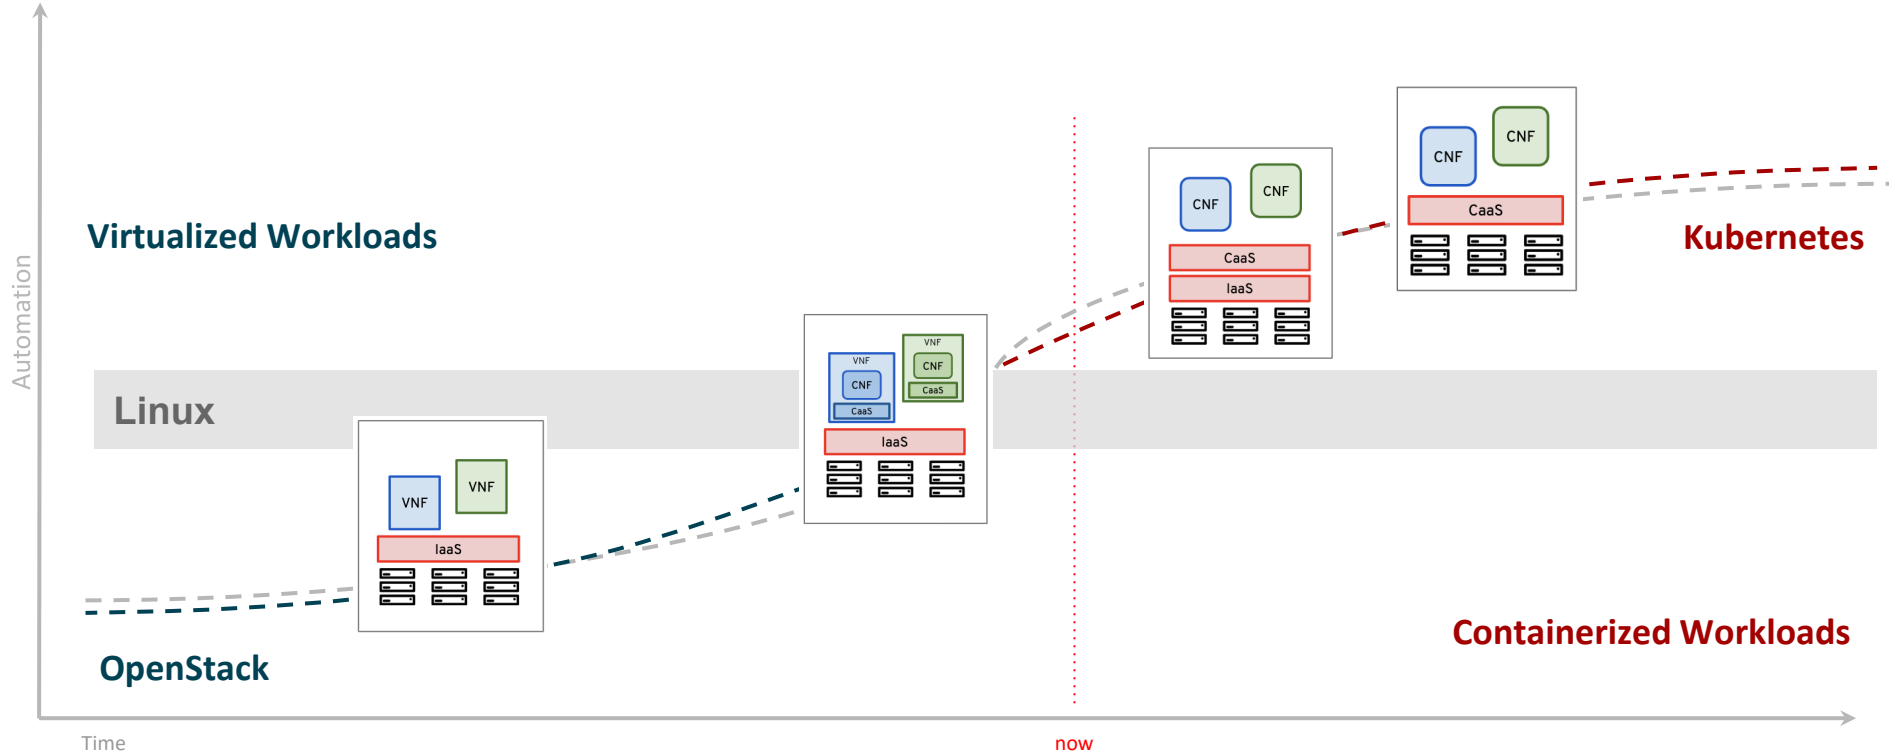 Automation
Virtualized Workloads
Linux
VNF
VNF
IaaS
OpenStack
VNF
CNF
CaaS
VNF
CNF
CaaS
IaaS
CNF
CNF
CaaS
IaaS
CNF
CNF
CaaS
Kubernetes
Containerized Workloads
Time
now